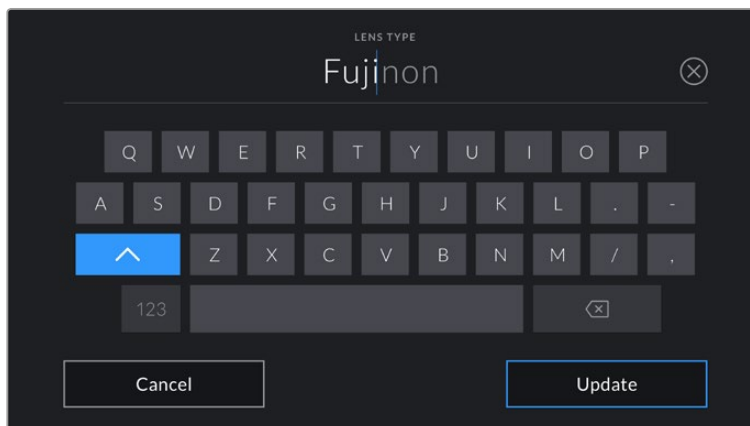 LENS TYPE
Fujinon
Q W E R T Y U I O P
A S D F G H J K L . -
Z X C V B N M / ,
123
Cancel Update